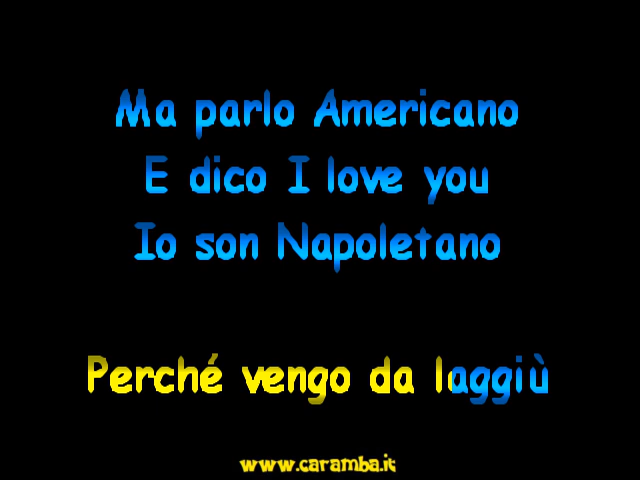 Ma parlo Americano
E dico I love you
Io son Napoletano
Perché vengo da laggiù
www.caramba.it